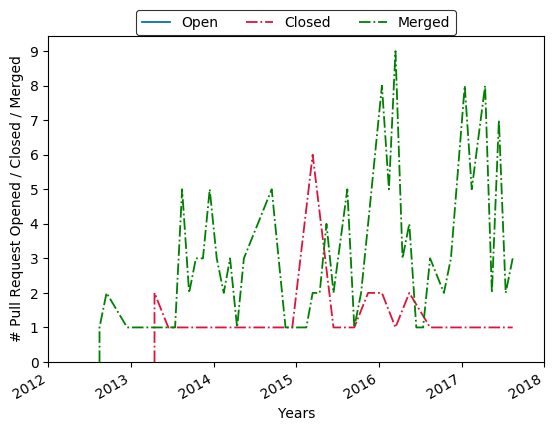 Open Closed Merged
# Pull Request Opened / Closed / Merged
9
8
7
6
5
4
3
2
1
0
2012 2013 2014 2015 2016 2017 2018
Years